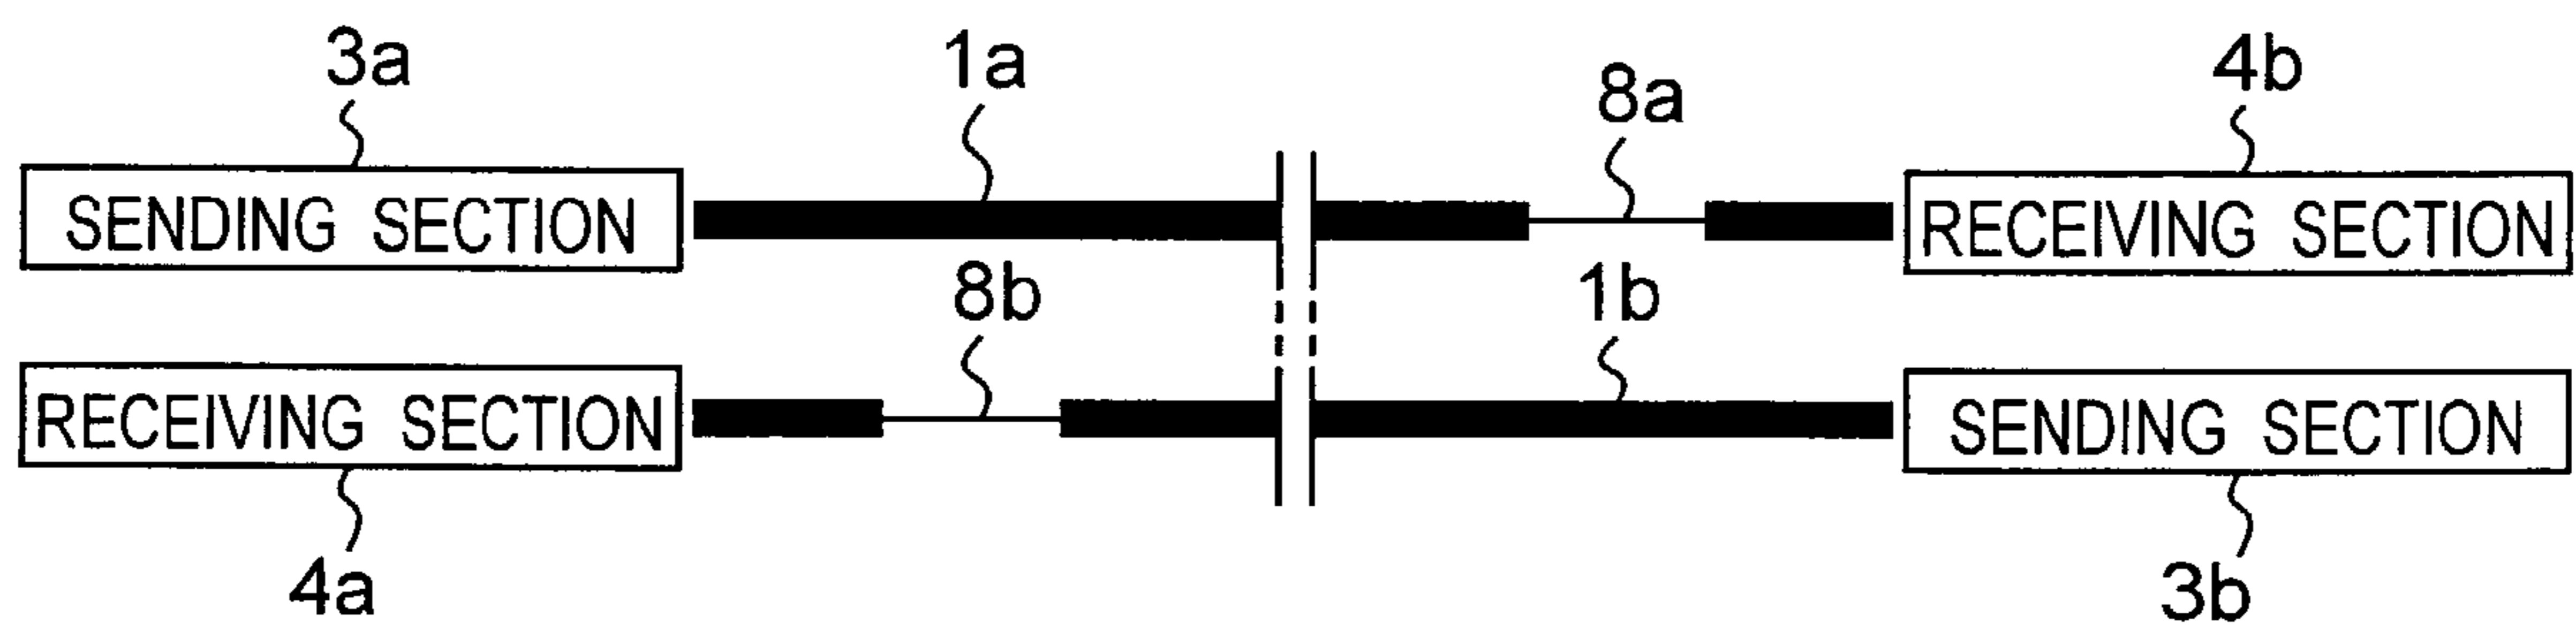 3a 1a 8a 4b
SENDING SECTION RECEIVING SECTION
8b 1b
RECEIVING SECTION SENDING SECTION
4a 3b